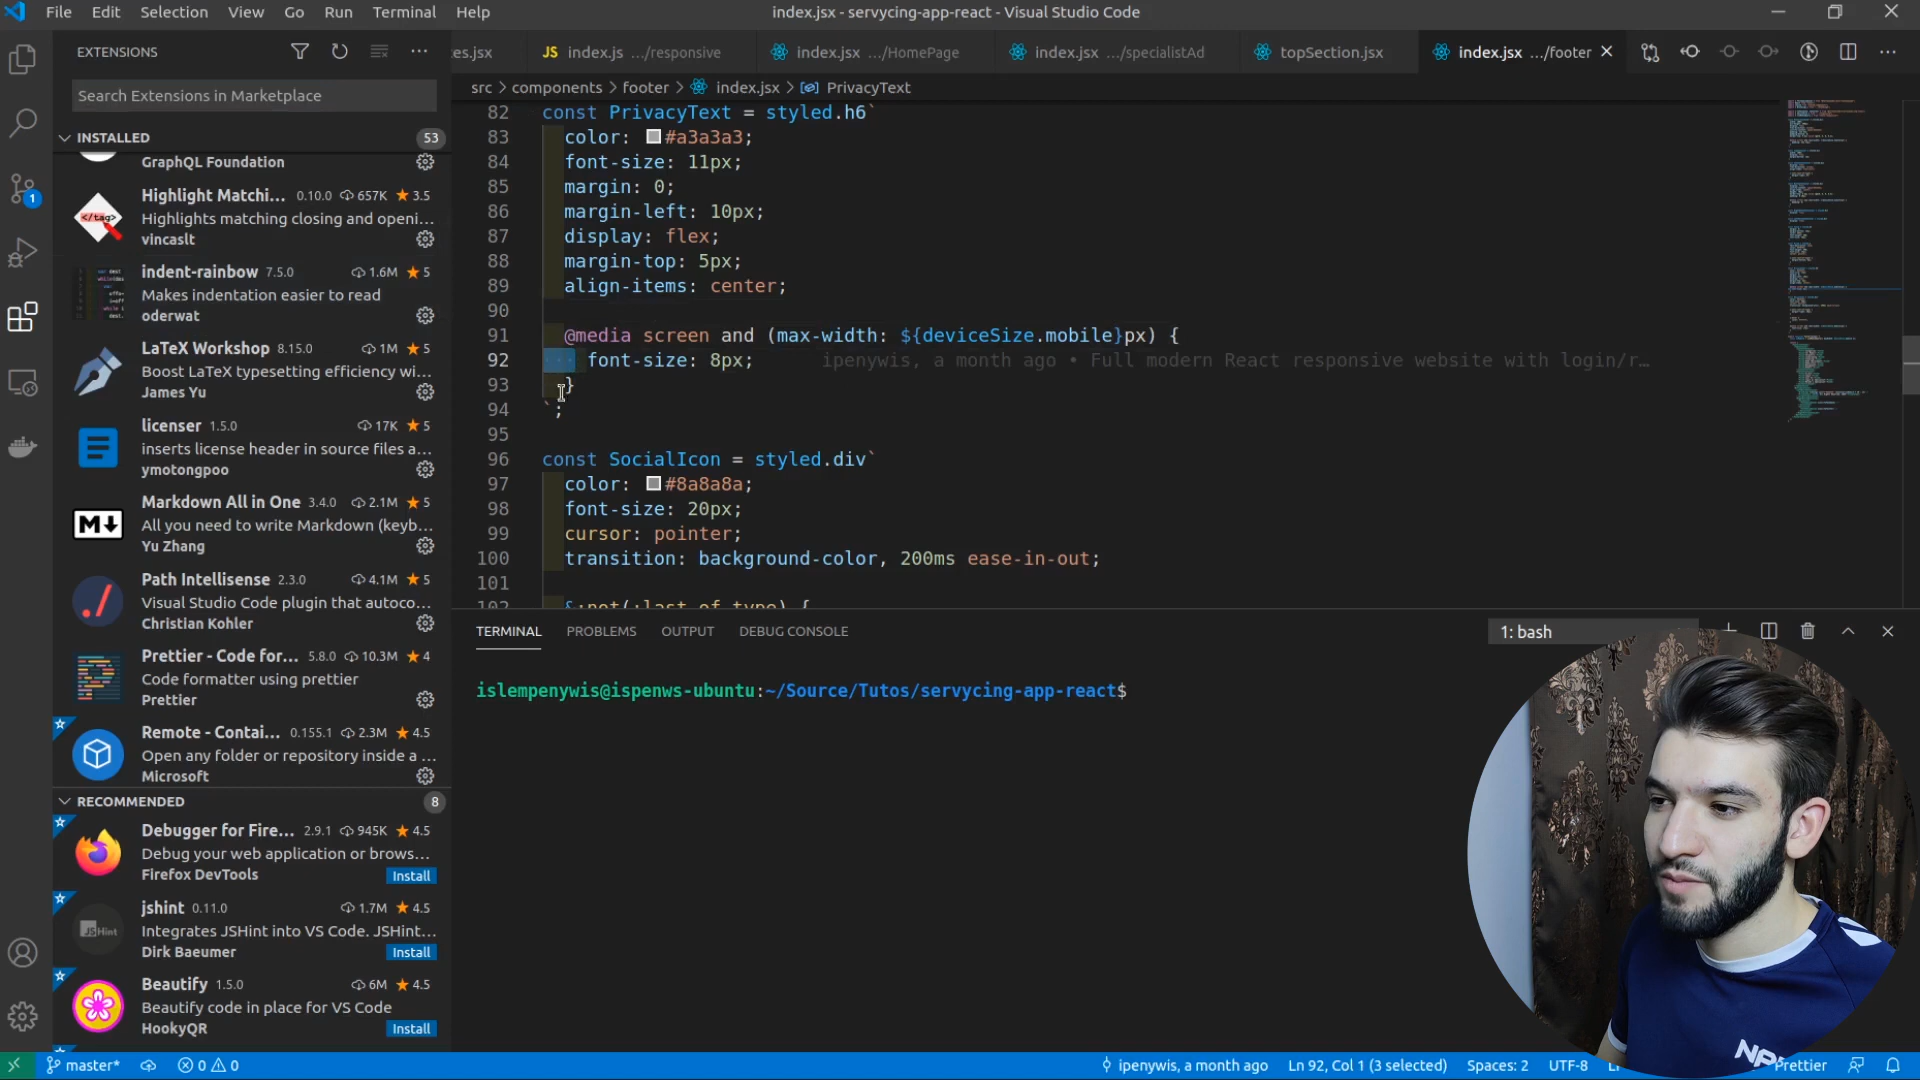 File Edit Selection View Go Run Terminal Help
index.jsx - servycing-app-react - Visual Studio Code
EXTENSIONS
es.jsx
JS index.js .../responsive
index.jsx .../HomePage
index.jsx .../specialistAd
topSection.jsx
index.jsx .../footer
Search Extensions in Marketplace
src > components > footer > index.jsx > PrivacyText
INSTALLED 53
GraphQL Foundation
Highlight Matchi... 0.10.0 657K 3.5
Highlights matching closing and openi...
vincaslt
indent-rainbow 7.5.0 1.6M 5
Makes indentation easier to read
oderwat
LaTeX Workshop 8.15.0 1M 5
Boost LaTeX typesetting efficiency wi...
James Yu
licenser 1.5.0 17K 5
inserts license header in source files a...
ymotongpoo
Markdown All in One 3.4.0 2.1M 5
All you need to write Markdown (keyb...
Yu Zhang
Path Intellisense 2.3.0 4.1M 5
Visual Studio Code plugin that autoco...
Christian Kohler
Prettier - Code for... 5.8.0 10.3M 4
Code formatter using prettier
Prettier
Remote - Contai... 0.155.1 2.3M 4.5
Open any folder or repository inside a ...
Microsoft
RECOMMENDED 8
Debugger for Fire... 2.9.1 945K 4.5
Debug your web application or brows...
Firefox DevTools Install
jshint 0.11.0 1.7M 4.5
Integrates JSHint into VS Code. JSHint...
Dirk Baeumer Install
Beautify 1.5.0 6M 4.5
Beautify code in place for VS Code
HookyQR Install
82 const PrivacyText = styled.h6`
83 color: #a3a3a3;
84 font-size: 11px;
85 margin: 0;
86 margin-left: 10px;
87 display: flex;
88 margin-top: 5px;
89 align-items: center;
90
91 @media screen and (max-width: ${deviceSize.mobile}px) {
92 font-size: 8px; ipenywis, a month ago • Full modern React responsive website with login/r...
93 }
94 `;
95
96 const SocialIcon = styled.div`
97 color: #8a8a8a;
98 font-size: 20px;
99 cursor: pointer;
100 transition: background-color, 200ms ease-in-out;
101
102 &:not(:last-of-type) {
TERMINAL PROBLEMS OUTPUT DEBUG CONSOLE
1: bash
islempenywis@ispenws-ubuntu:~/Source/Tutos/servycing-app-react$
master* 0 0
ipenywis, a month ago Ln 92, Col 1 (3 selected) Spaces: 2 UTF-8 Prettier